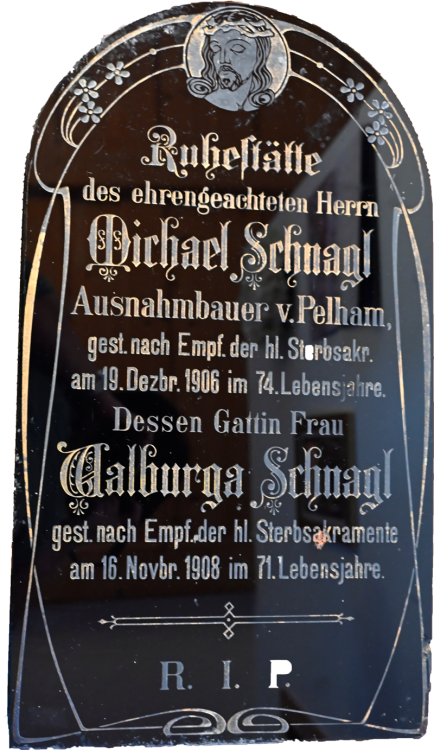 Ruhestätte
des ehrengeachteten Herrn
Michael Schnagl
Ausnahmbauer v. Pelham,
gest. nach Empf. der hl. Sterbsakr.
am 19. Dezbr. 1906 im 74. Lebensjahre.
Dessen Gattin Frau
Walburga Schnagl
gest. nach Empf. der hl. Sterbsakramente
am 16. Novbr. 1908 im 71. Lebensjahre.
R. I. P.